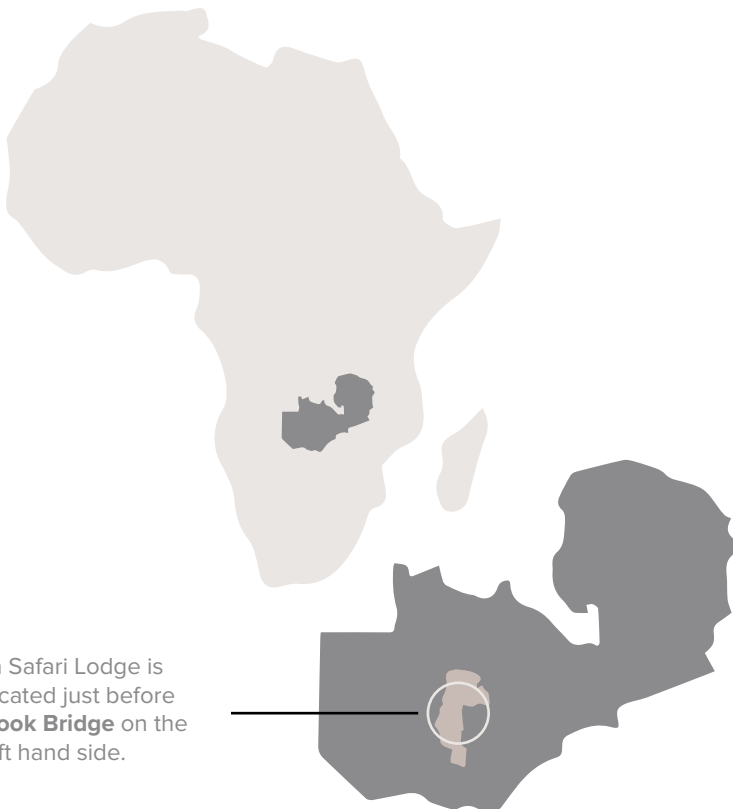 Safari Lodge is
cated just before
ook Bridge on the
ft hand side.